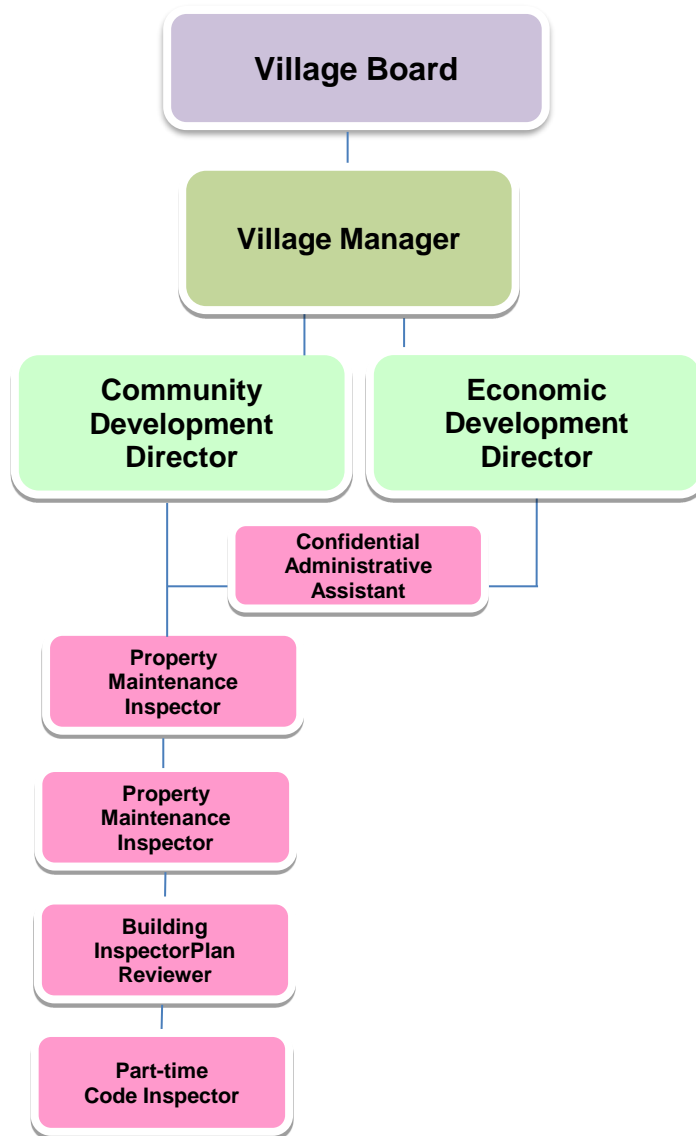 Village Board
Village Manager
Community
Development
Director
Economic
Development
Director
Confidential
Administrative
Assistant
Property
Maintenance
Inspector
Property
Maintenance
Inspector
Building
InspectorPlan
Reviewer
Part-time
Code Inspector